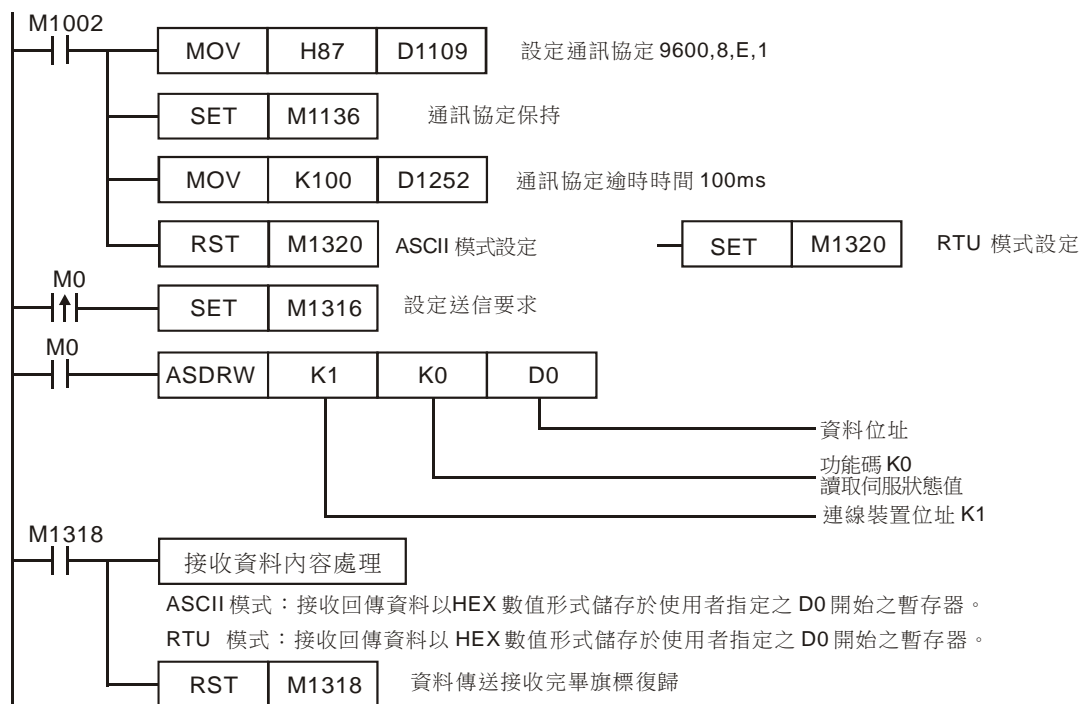 M1002
MOV H87 D1109 設定通訊協定 9600,8,E,1
SET M1136 通訊協定保持
MOV K100 D1252 通訊協定逾時時間 100ms
RST M1320 ASCII 模式設定 SET M1320 RTU 模式設定
M0
SET M1316 設定送信要求
M0
ASDRW K1 K0 D0
資料位址
功能碼 K0
讀取伺服狀態值
連線裝置位址 K1
M1318
接收資料內容處理
ASCII 模式：接收回傳資料以HEX 數值形式儲存於使用者指定之 D0 開始之暫存器。
RTU 模式：接收回傳資料以 HEX 數值形式儲存於使用者指定之 D0 開始之暫存器。
RST M1318 資料傳送接收完畢旗標復歸